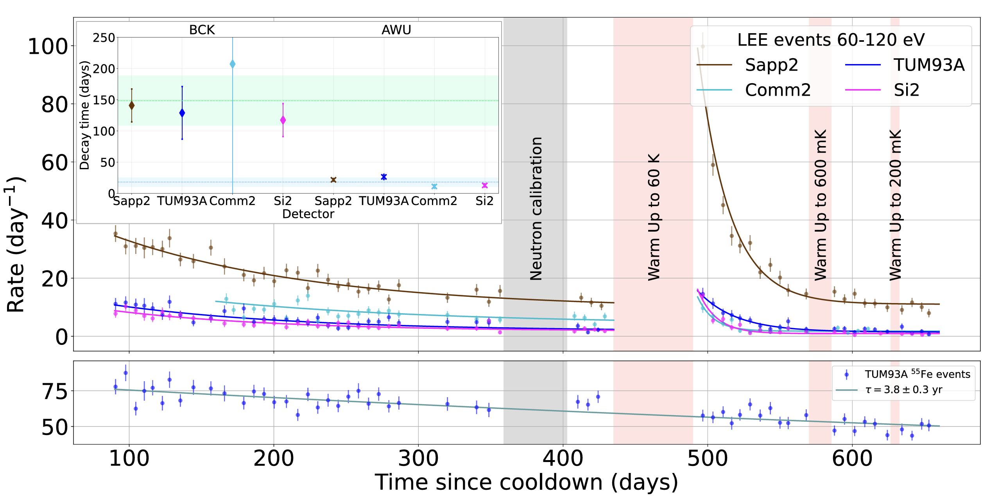 BCK AWU
250
200
150
100
50
0
Decay time (days)
Sapp2 TUM93A Comm2 Si2 Sapp2 TUM93A Comm2 Si2
Detector
LEE events 60-120 eV
Sapp2 TUM93A
Comm2 Si2
100
80
60
40
20
0
Rate (day⁻¹)
Neutron calibration
Warm Up to 60 K
Warm Up to 600 mK
Warm Up to 200 mK
TUM93A ⁵⁵Fe events
τ = 3.8 ± 0.3 yr
75
50
100 200 300 400 500 600
Time since cooldown (days)